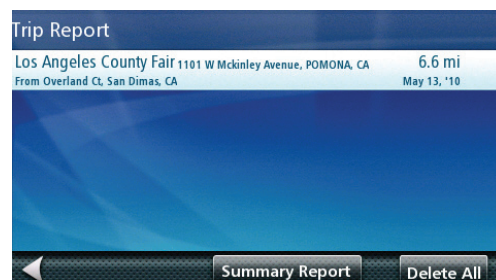 Trip Report
Los Angeles County Fair 1101 W Mckinley Avenue, POMONA, CA 6.6 mi
From Overland Ct, San Dimas, CA May 13, '10
Summary Report Delete All